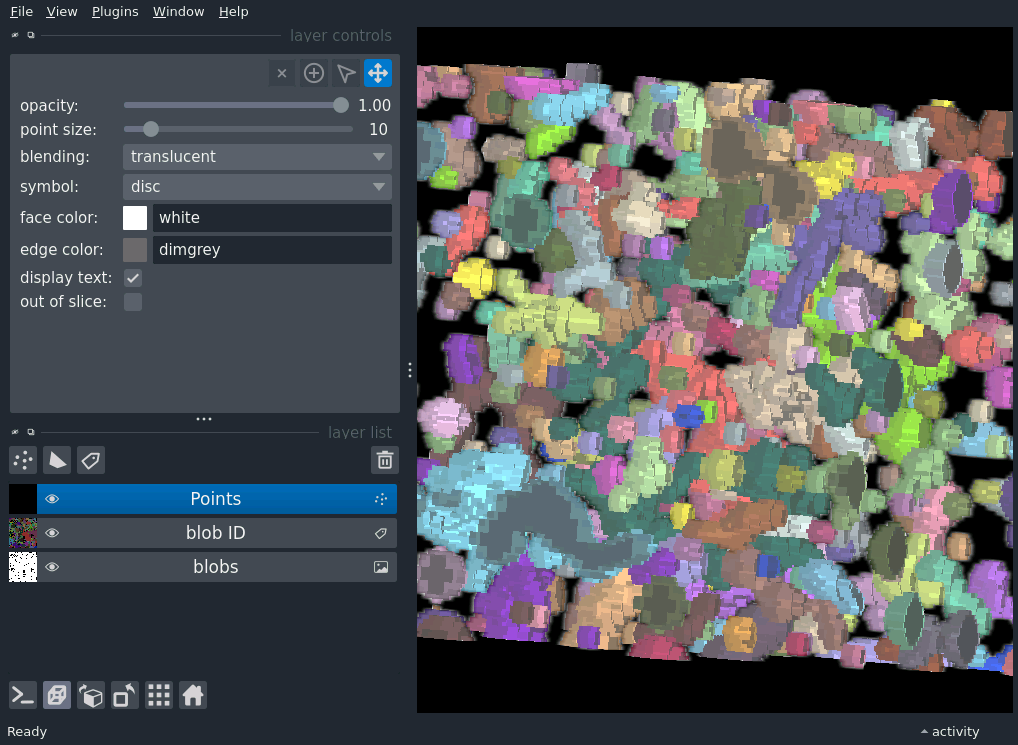 File View Plugins Window Help
layer controls
opacity: 1.00
point size: 10
blending: translucent
symbol: disc
face color: white
edge color: dimgrey
display text:
out of slice:
layer list
Points
blob ID
blobs
Ready activity